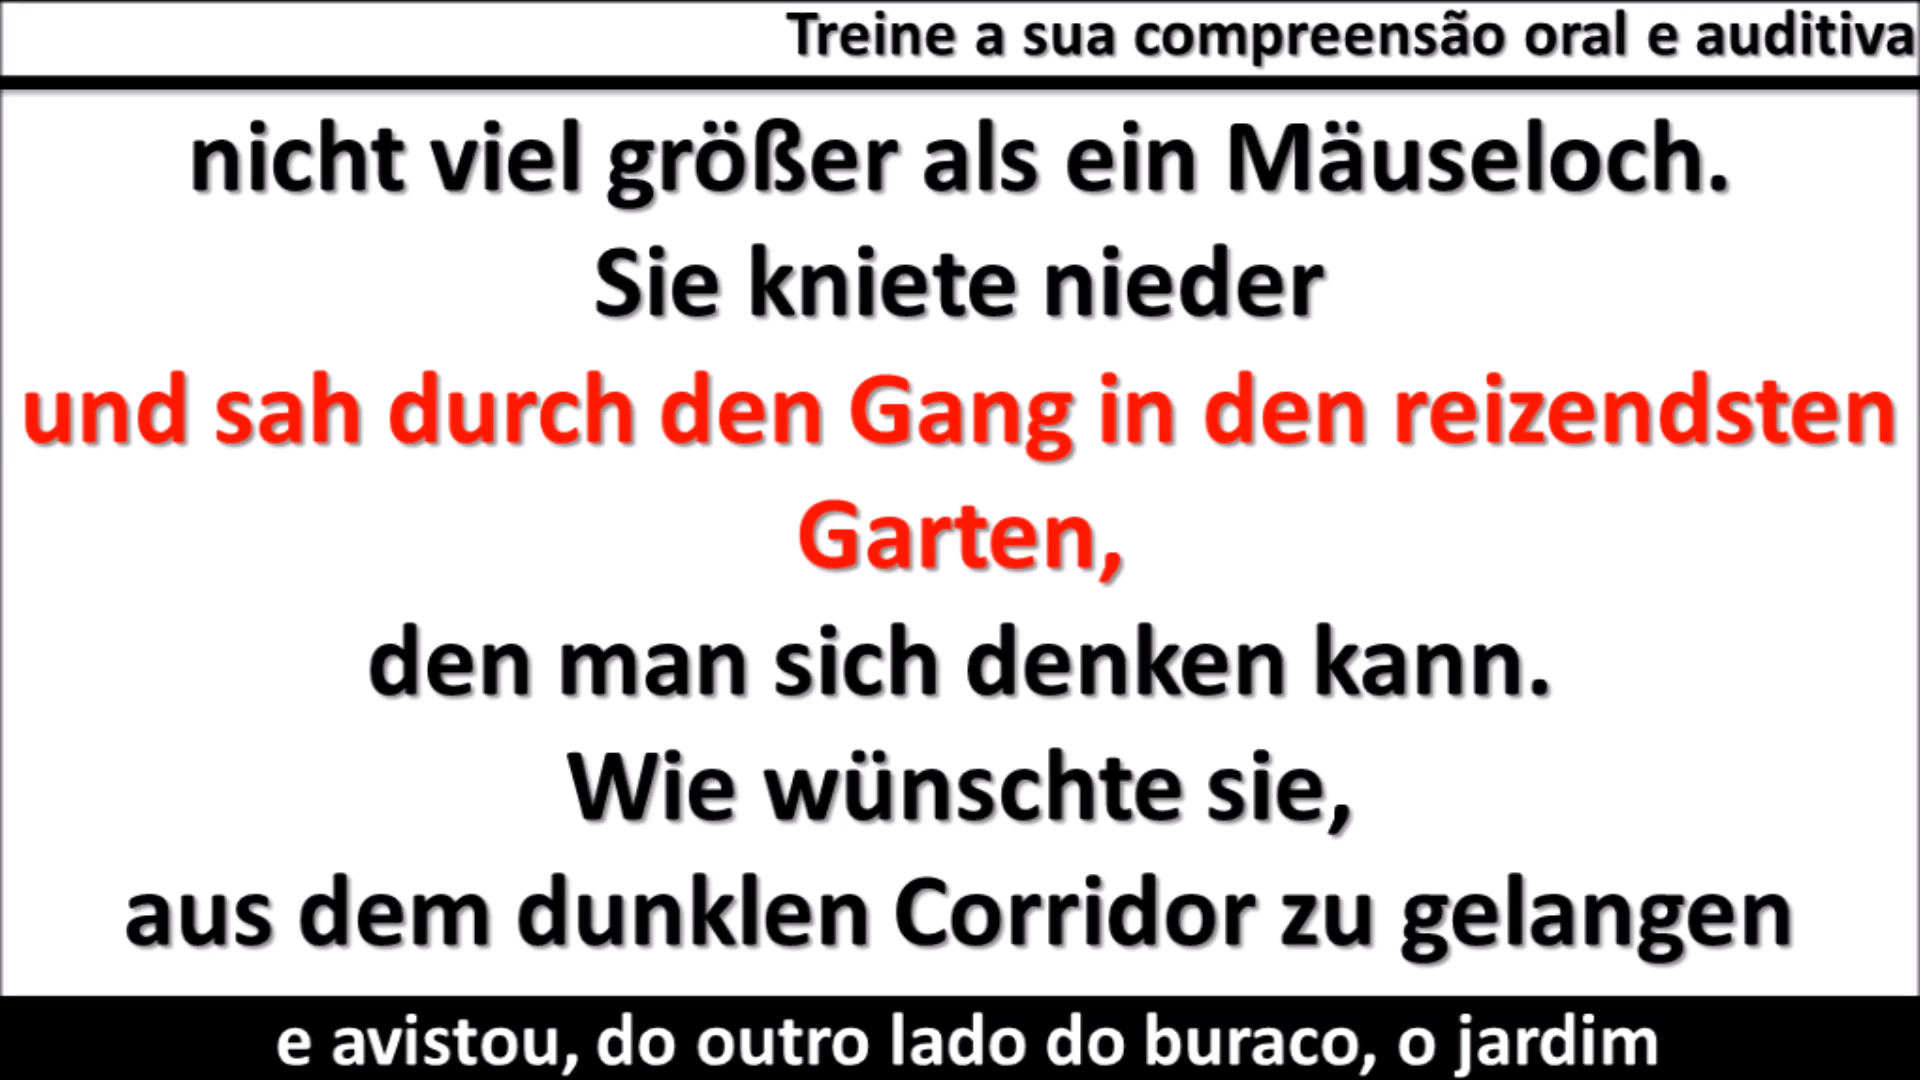 Treine a sua compreensão oral e auditiva
nicht viel größer als ein Mäuseloch.
Sie kniete nieder
und sah durch den Gang in den reizendsten
Garten,
den man sich denken kann.
Wie wünschte sie,
aus dem dunklen Corridor zu gelangen
e avistou, do outro lado do buraco, o jardim